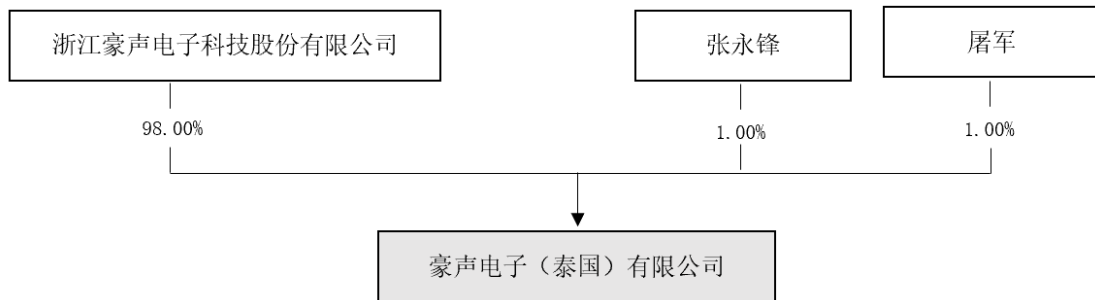 浙江豪声电子科技股份有限公司
张永锋
屠军
98.00%
1.00%
1.00%
豪声电子（泰国）有限公司